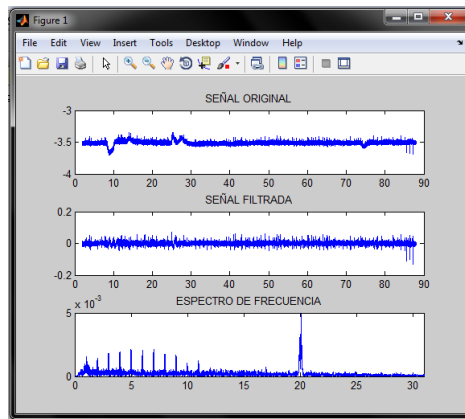 Figure 1
File Edit View Insert Tools Desktop Window Help
SEÑAL ORIGINAL
-3
-3.5
-4
0 10 20 30 40 50 60 70 80 90
SEÑAL FILTRADA
0.2
0
-0.2
0 10 20 30 40 50 60 70 80 90
x 10^-3
ESPECTRO DE FRECUENCIA
5
0
0 5 10 15 20 25 30